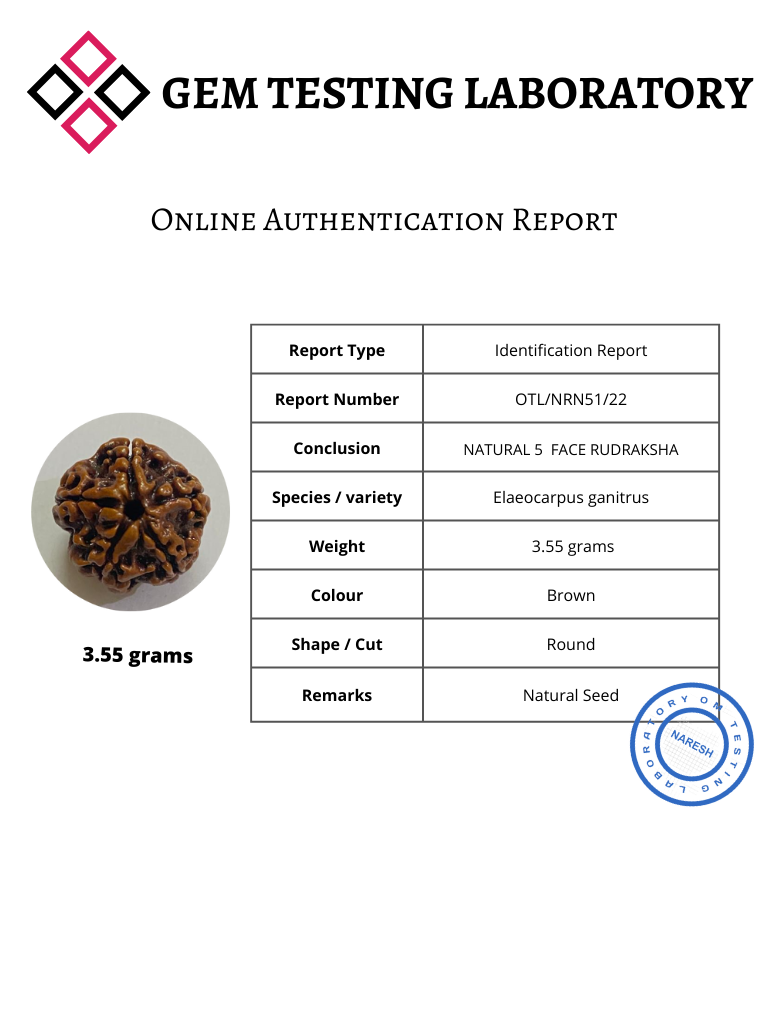 GEM TESTING LABORATORY
Online Authentication Report
Report Type Identification Report
Report Number OTL/NRN51/22
Conclusion NATURAL 5 FACE RUDRAKSHA
Species / variety Elaeocarpus ganitrus
Weight 3.55 grams
Colour Brown
Shape / Cut Round
Remarks Natural Seed
3.55 grams
OM TESTING LABORATORY
NARESH